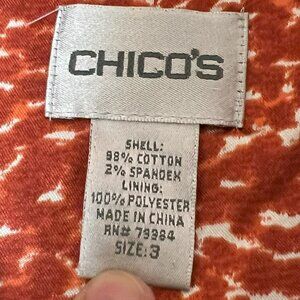 CHICO'S
SHELL:
98% COTTON
2% SPANDEX
LINING:
100% POLYESTER
MADE IN CHINA
RN# 79984
SIZE: 3